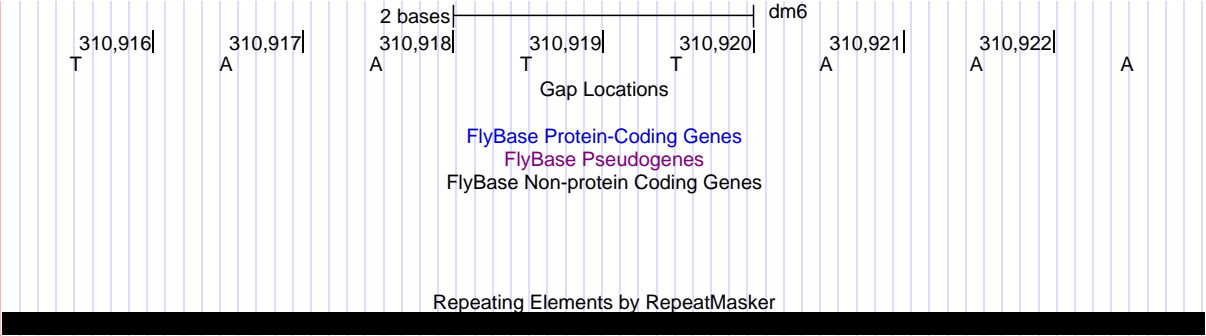 2 bases dm6
310,916 310,917 310,918 310,919 310,920 310,921 310,922
T A A T T A A A
Gap Locations
FlyBase Protein-Coding Genes
FlyBase Pseudogenes
FlyBase Non-protein Coding Genes
Repeating Elements by RepeatMasker